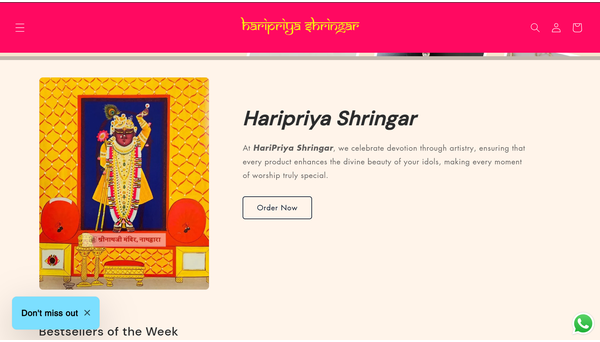 haripriya shringar
Haripriya Shringar
At HariPriya Shringar, we celebrate devotion through artistry, ensuring that
every product enhances the divine beauty of your idols, making every moment
of worship truly special.
Order Now
श्रीनाथजी मंदिर, नाथद्वारा
Don't miss out
Bestsellers of the Week